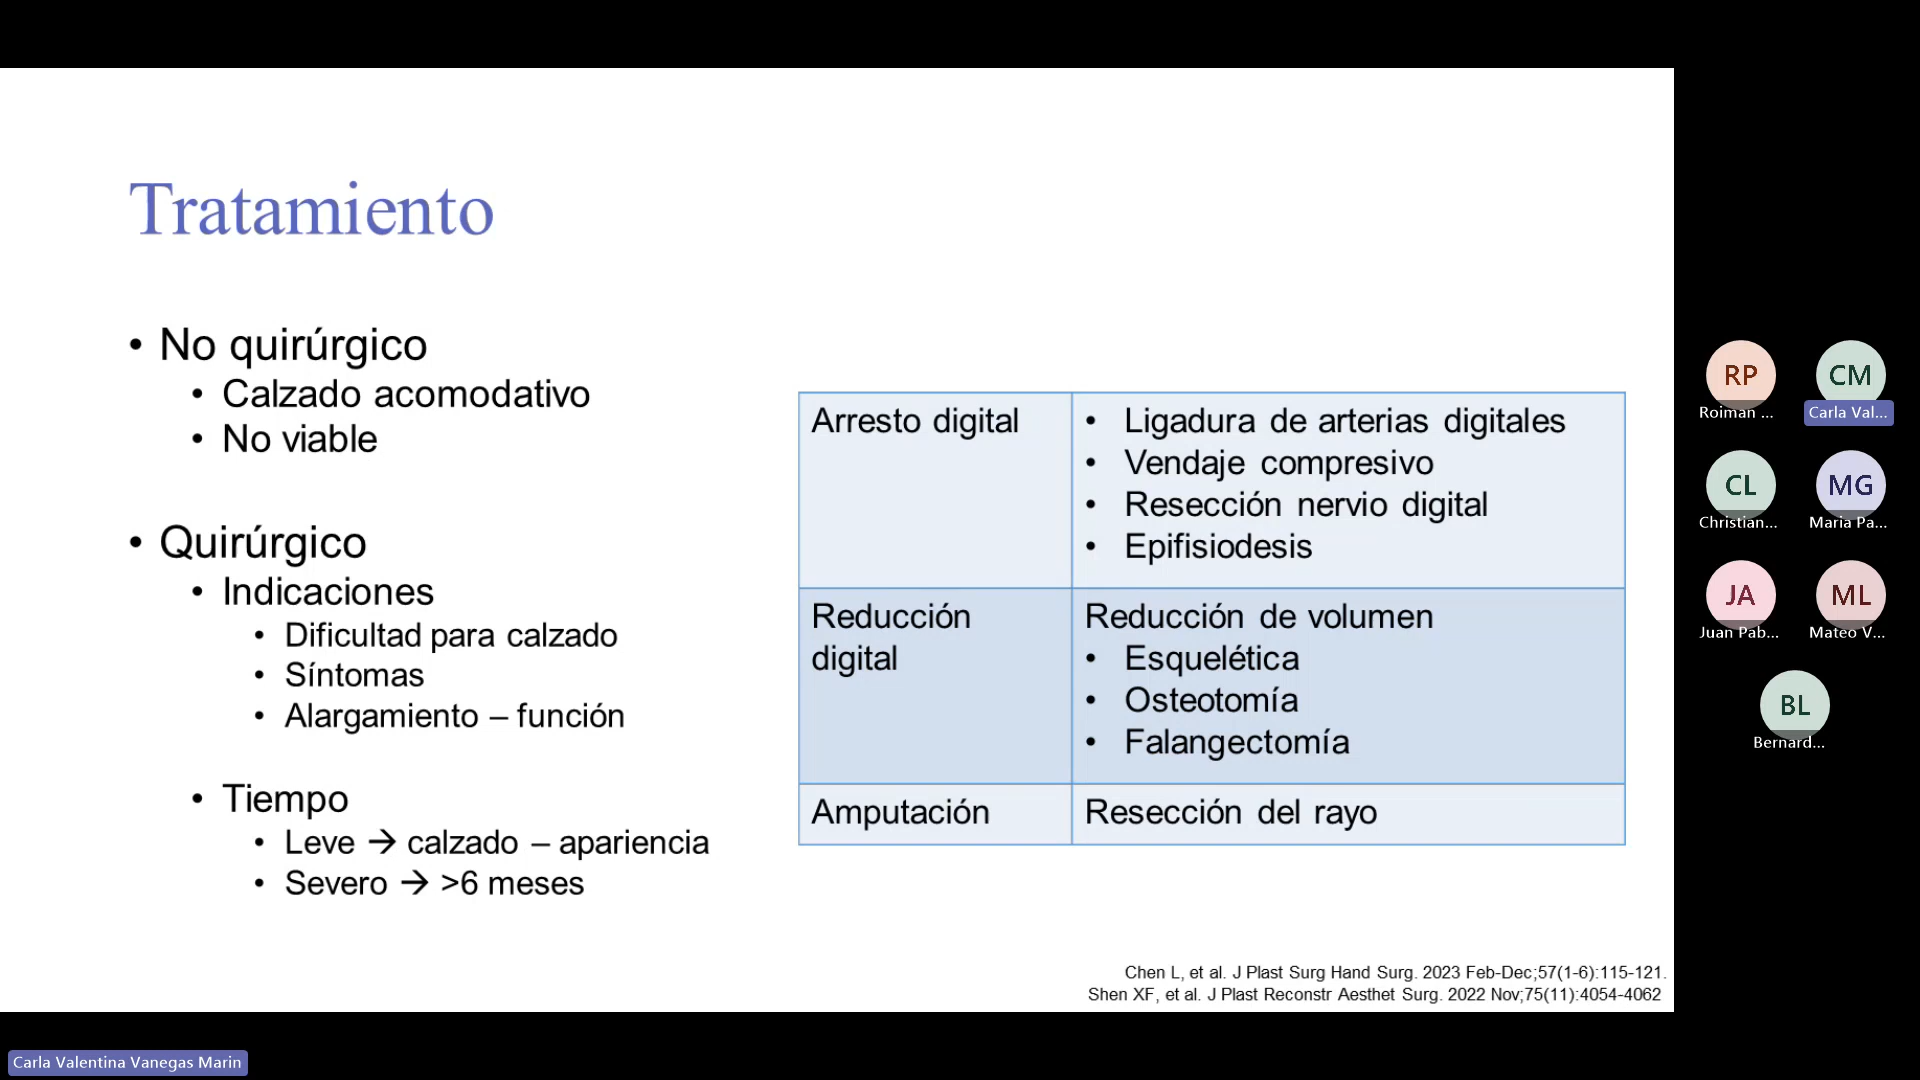 Tratamiento
• No quirúrgico
• Calzado acomodativo
• No viable
• Quirúrgico
• Indicaciones
• Dificultad para calzado
• Síntomas
• Alargamiento – función
• Tiempo
• Leve → calzado – apariencia
• Severo → >6 meses
Arresto digital
• Ligadura de arterias digitales
• Vendaje compresivo
• Resección nervio digital
• Epifisiodesis
Reducción
digital
Reducción de volumen
• Esquelética
• Osteotomía
• Falangectomía
Amputación
Resección del rayo
Chen L, et al. J Plast Surg Hand Surg. 2023 Feb-Dec;57(1-6):115-121.
Shen XF, et al. J Plast Reconstr Aesthet Surg. 2022 Nov;75(11):4054-4062
RP
Roiman ...
CM
Carla Val...
CL
Christian...
MG
Maria Pa...
JA
Juan Pab...
ML
Mateo V...
BL
Bernard...
Carla Valentina Vanegas Marin